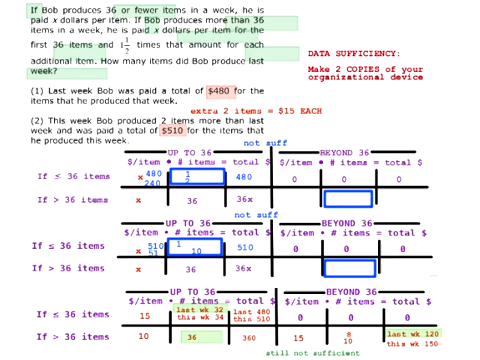 If Bob produces 36 or fewer items in a week, he is
paid x dollars per item. If Bob produces more than 36
items in a week, he is paid x dollars per item for the
first 36 items and 1 1/2 times that amount for each
additional item. How many items did Bob produce last
week?
DATA SUFFICIENCY:
Make 2 COPIES of your
organizational device
(1) Last week Bob was paid a total of $480 for the
items that he produced that week.
extra 2 items = $15 EACH
(2) This week Bob produced 2 items more than last
week and was paid a total of $510 for the items that
he produced this week.
not suff
UP TO 36 BEYOND 36
$/item • # items = total $ $/item • # items = total $
If ≤ 36 items x 480 240 1 2 480 0 0 0
If > 36 items x 36 36x
not suff
UP TO 36 BEYOND 36
$/item • # items = total $ $/item • # items = total $
If ≤ 36 items x 510 51 1 10 510 0 0 0
If > 36 items x 36 36x
UP TO 36 BEYOND 36
$/item • # items = total $ $/item • # items = total $
If ≤ 36 items 15 last wk 32 this wk 34 last 480 this 510 0 0 0
If > 36 items 10 36 360 15 8 10 last wk 120 this wk 150
still not sufficient